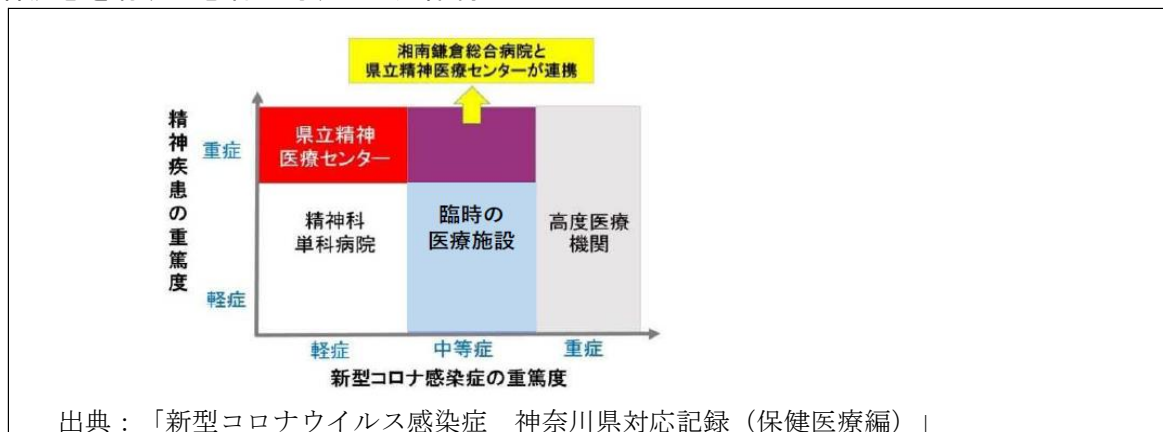 湘南鎌倉総合病院と
県立精神医療センターが連携
精神疾患の重篤度
重症
県立精神
医療センター
精神科
単科病院
臨時の
医療施設
高度医療
機関
軽症
軽症
中等症
重症
新型コロナ感染症の重篤度
出典：「新型コロナウイルス感染症　神奈川県対応記録（保健医療編）」